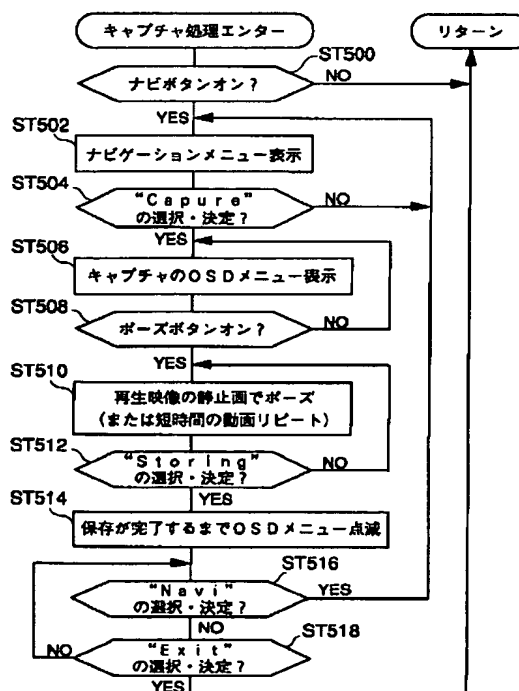 キャプチャ処理エンター
リターン
ST500
ナビボタンオン？
NO
YES
ST502
ナビゲーションメニュー表示
ST504
“Capure”
の選択・決定？
NO
YES
ST506
キャプチャのOSDメニュー表示
ST508
ポーズボタンオン？
NO
YES
ST510
再生映像の静止画でポーズ
（または短時間の動画リピート）
ST512
“Storing”
の選択・決定？
NO
YES
ST514
保存が完了するまでOSDメニュー点滅
ST516
“Navi”
の選択・決定？
YES
NO
ST518
“Exit”
の選択・決定？
NO
YES